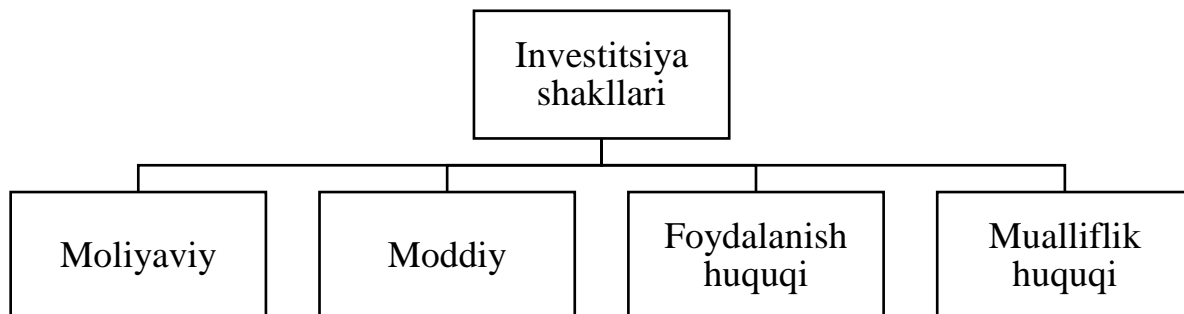 Investitsiya
shakllari
Moliyaviy
Moddiy
Foydalanish
huquqi
Mualliflik
huquqi